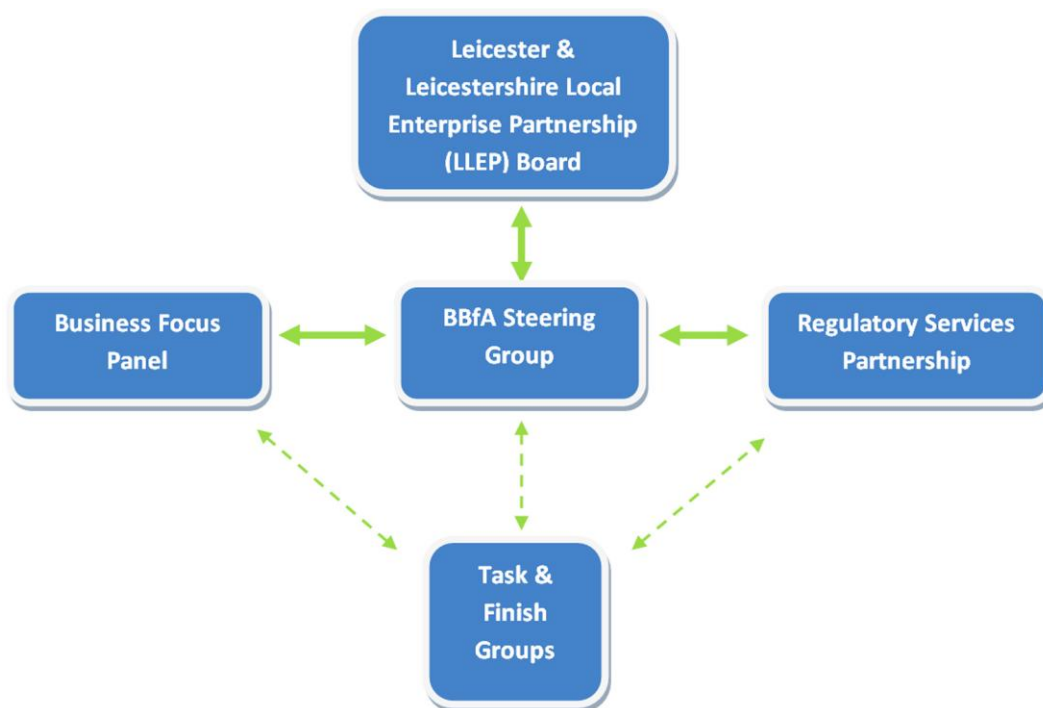 Leicester &
Leicestershire Local
Enterprise Partnership
(LLEP) Board
Business Focus
Panel
BBfA Steering
Group
Regulatory Services
Partnership
Task &
Finish
Groups